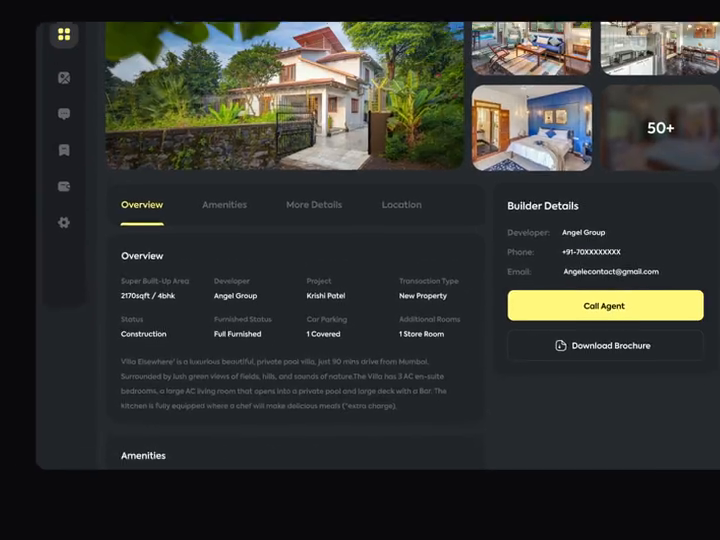 50+
Overview Amenities More Details Location
Overview
Super Built-Up Area Developer Project Transaction Type
2170sqft / 4bhk Angel Group Krishi Patel New Property
Status Furnished Status Car Parking Additional Rooms
Construction Full Furnished 1 Covered 1 Store Room
Villa Elsewhere' is a luxurious beautiful, private pool villa, just 90 mins drive from Mumbai.
Surrounded by lush green views of fields, hills, and sounds of nature.The Villa has 3 AC en-suite
bedrooms, a large AC living room that opens into a private pool and large deck with a Bar. The
kitchen is fully equipped where a chef will make delicious meals (*extra charge).
Amenities
Builder Details
Developer: Angel Group
Phone: +91-70XXXXXXXX
Email: Angelecontact@gmail.com
Call Agent
Download Brochure